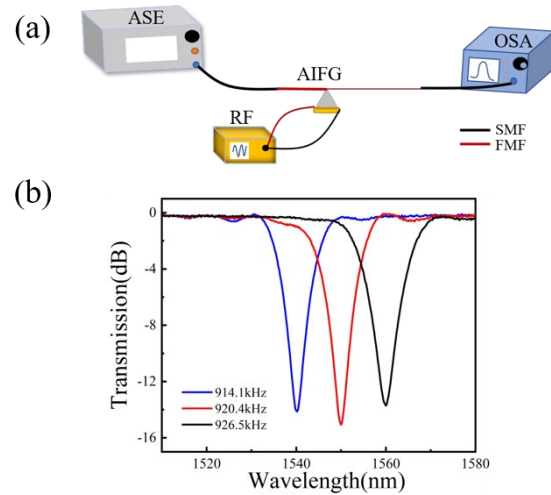 (a)
ASE
OSA
AIFG
RF
SMF
FMF
(b)
Transmission(dB)
0
-4
-8
-12
-16
914.1kHz
920.4kHz
926.5kHz
1520 1540 1560 1580
Wavelength(nm)